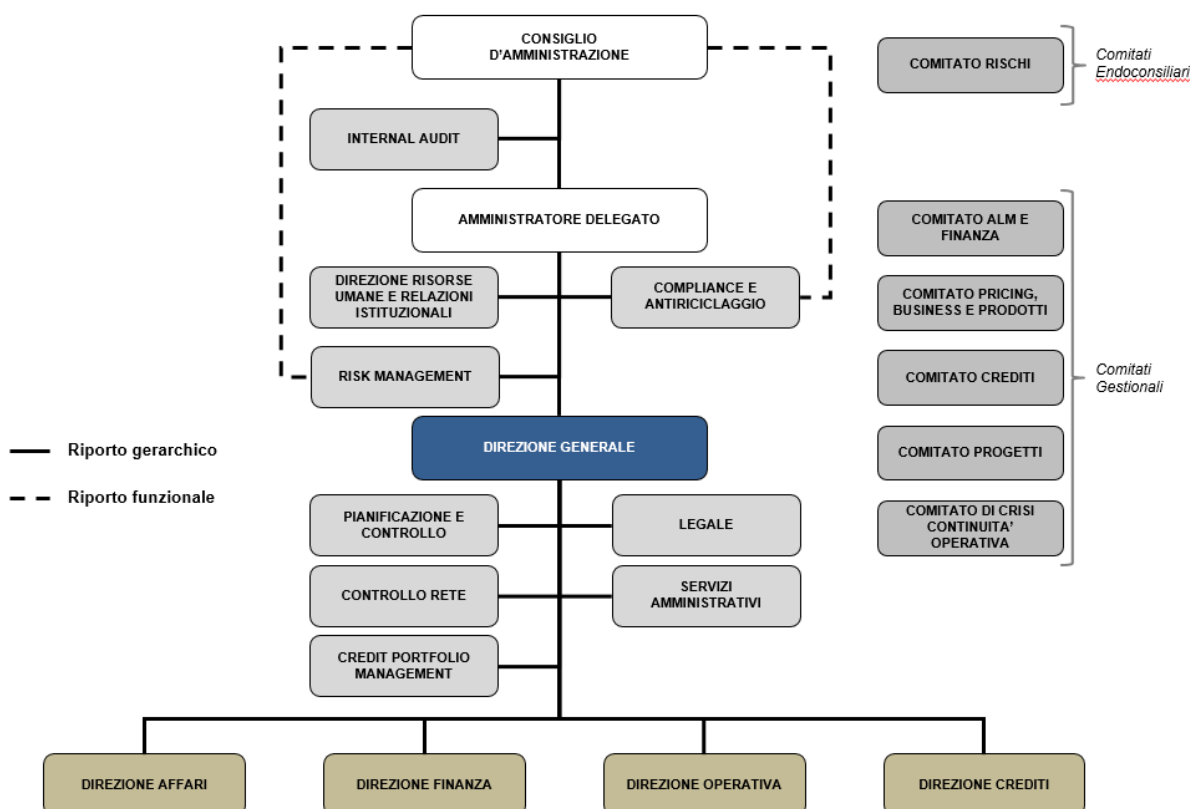 CONSIGLIO
D'AMMINISTRAZIONE
COMITATO RISCHI
Comitati
Endoconsiliari
INTERNAL AUDIT
AMMINISTRATORE DELEGATO
COMITATO ALM E
FINANZA
DIREZIONE RISORSE
UMANE E RELAZIONI
ISTITUZIONALI
COMPLIANCE E
ANTIRICICLAGGIO
COMITATO PRICING,
BUSINESS E PRODOTTI
RISK MANAGEMENT
COMITATO CREDITI
Comitati
Gestionali
DIREZIONE GENERALE
COMITATO PROGETTI
Riporto gerarchico
Riporto funzionale
PIANIFICAZIONE E
CONTROLLO
LEGALE
COMITATO DI CRISI
CONTINUITA'
OPERATIVA
CONTROLLO RETE
SERVIZI
AMMINISTRATIVI
CREDIT PORTFOLIO
MANAGEMENT
DIREZIONE AFFARI
DIREZIONE FINANZA
DIREZIONE OPERATIVA
DIREZIONE CREDITI